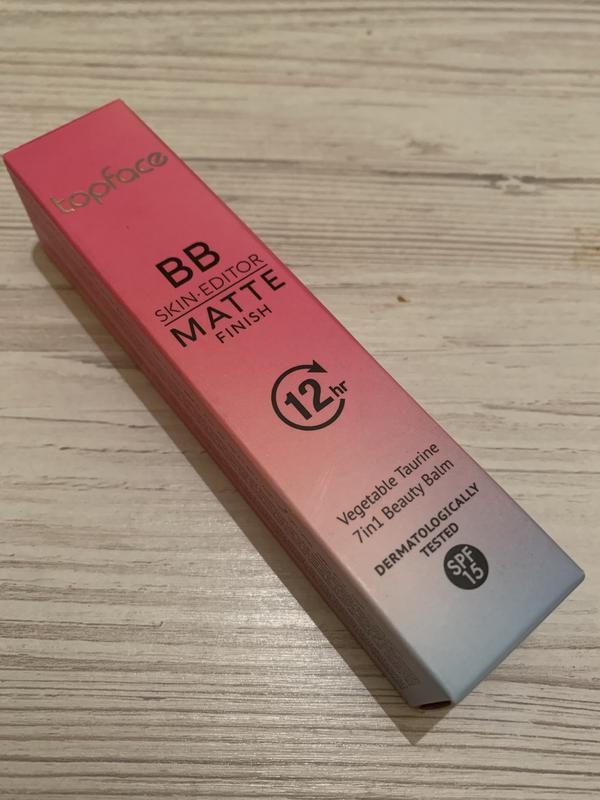 topface
BB
SKIN-EDITOR
MATTE
FINISH
12hr
Vegetable Taurine
7in1 Beauty Balm
DERMATOLOGICALLY
TESTED
SPF
15